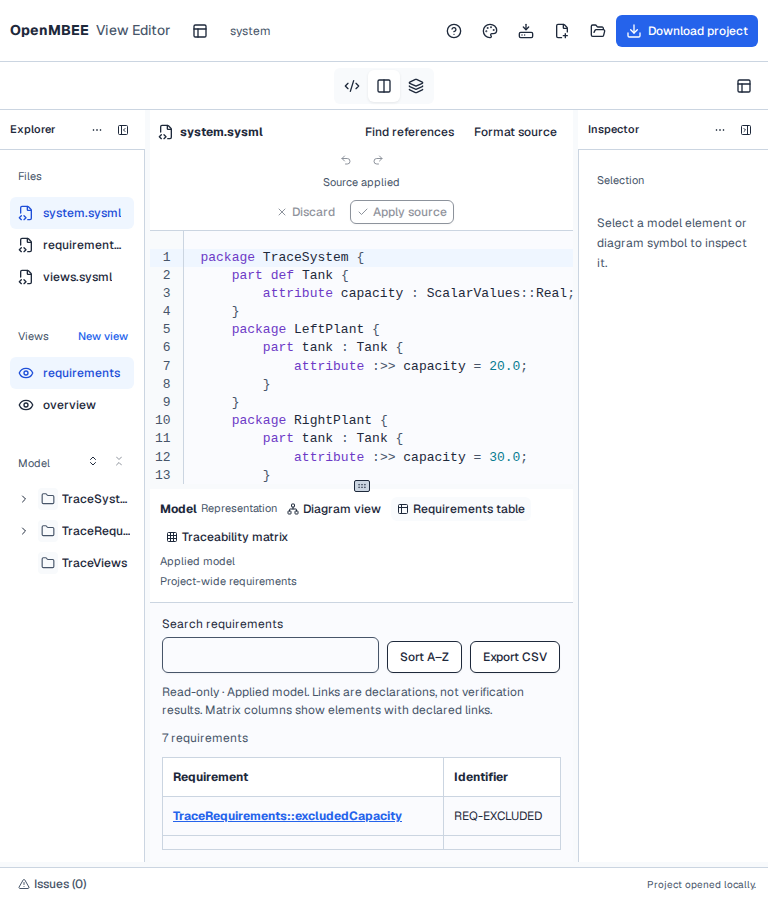 OpenMBEE View Editor system Download project
Explorer
Files
system.sysml
requirement...
views.sysml
Views New view
requirements
overview
Model
TraceSyst...
TraceRequ...
TraceViews
system.sysml Find references Format source
Source applied
Discard Apply source
1 package TraceSystem {
2 part def Tank {
3 attribute capacity : ScalarValues::Real;
4 }
5 package LeftPlant {
6 part tank : Tank {
7 attribute :>> capacity = 20.0;
8 }
9 }
10 package RightPlant {
11 part tank : Tank {
12 attribute :>> capacity = 30.0;
13 }
Model Representation Diagram view Requirements table
Traceability matrix
Applied model
Project-wide requirements
Search requirements
Sort A–Z Export CSV
Read-only · Applied model. Links are declarations, not verification
results. Matrix columns show elements with declared links.
7 requirements
Requirement Identifier
TraceRequirements::excludedCapacity REQ-EXCLUDED
Inspector
Selection
Select a model element or
diagram symbol to inspect
it.
Issues (0) Project opened locally.